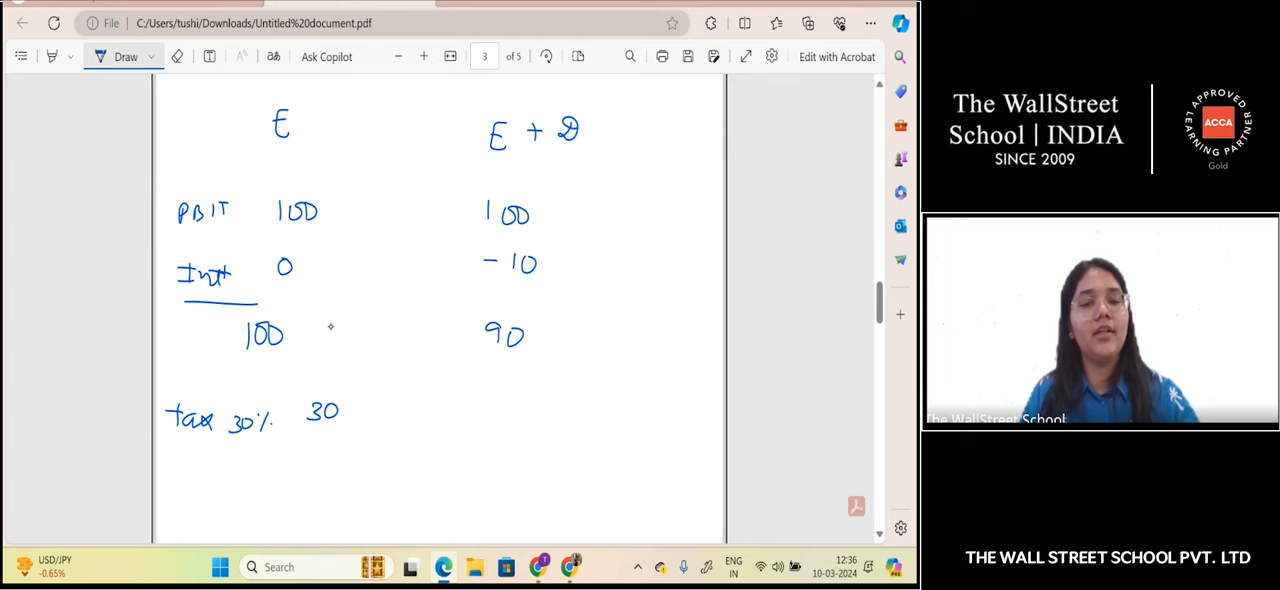 File C:/Users/tushi/Downloads/Untitled%20document.pdf
Draw Ask Copilot 3 of 5 Edit with Acrobat
E E + D
PBIT 100 100
Int 0 - 10
100 90
tax 30% 30
The WallStreet
School | INDIA
SINCE 2009
APPROVED
ACCA
LEARNING PARTNER
Gold
The WallStreet School
THE WALL STREET SCHOOL PVT. LTD
USD/JPY
-0.65%
Search
ENG
IN
12:36
10-03-2024